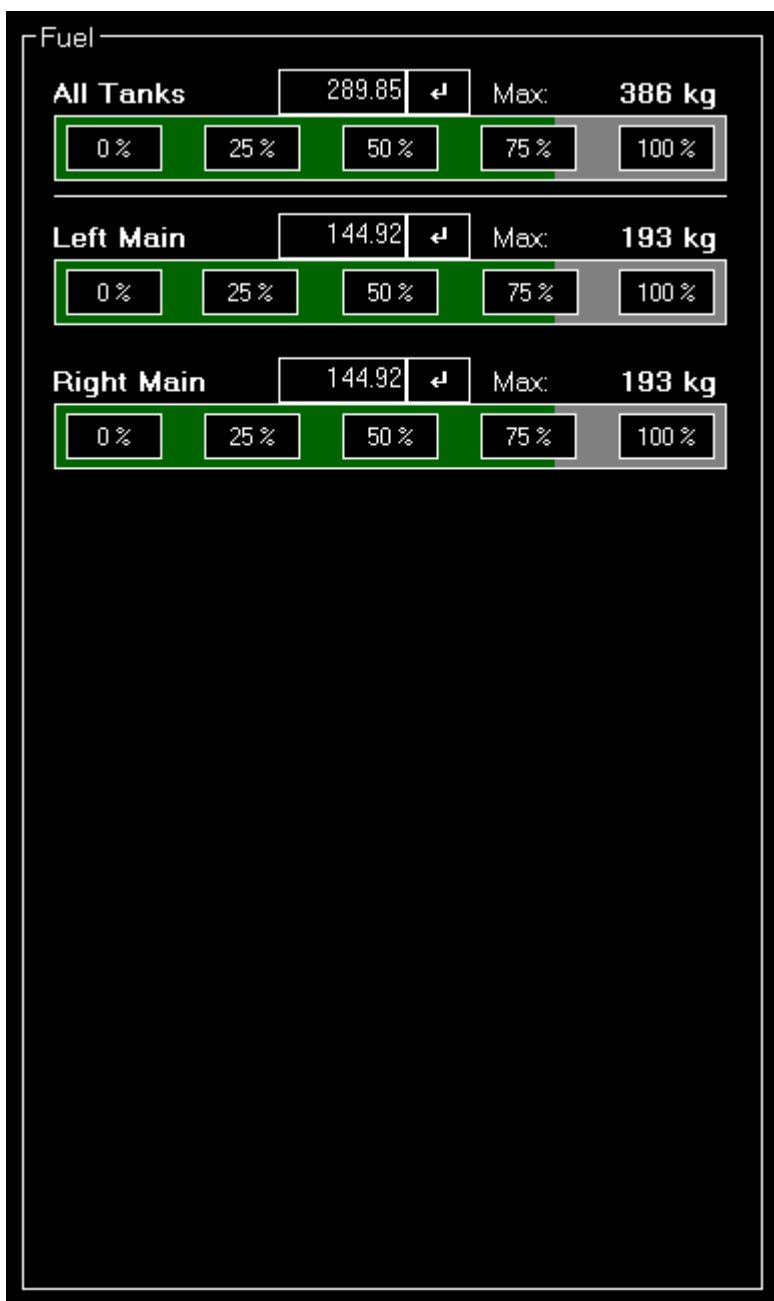 Fuel
All Tanks 289.85 ↵ Max: 386 kg
0 % 25 % 50 % 75 % 100 %
Left Main 144.92 ↵ Max: 193 kg
0 % 25 % 50 % 75 % 100 %
Right Main 144.92 ↵ Max: 193 kg
0 % 25 % 50 % 75 % 100 %